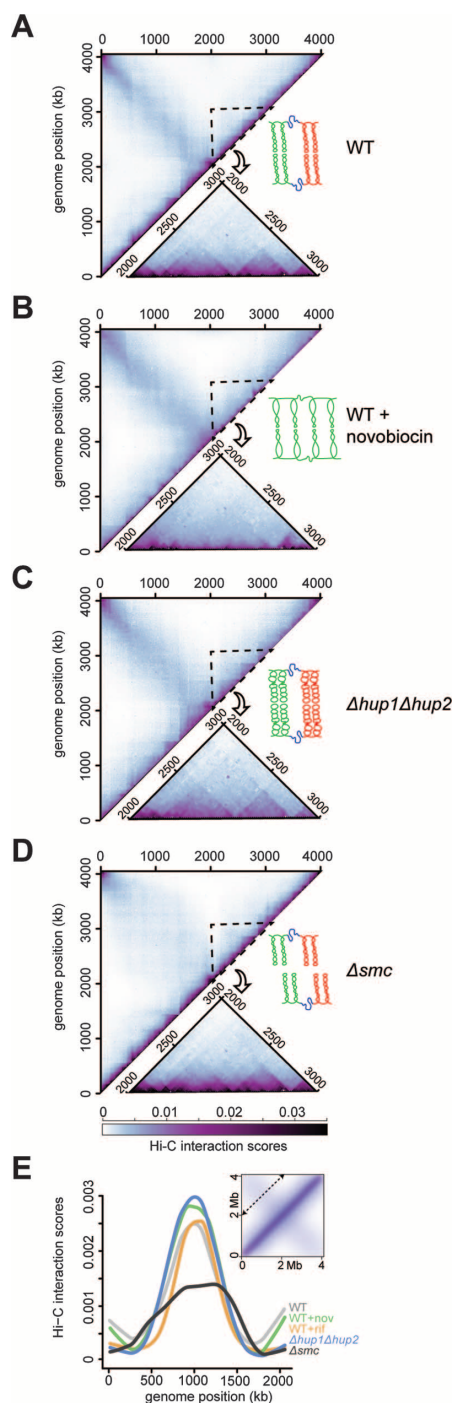 A
0 1000 2000 3000 4000
genome position (kb)
4000
3000
2000
1000
0
3000 2000
2500 2500
2000 3000
WT
B
0 1000 2000 3000 4000
genome position (kb)
4000
3000
2000
1000
0
3000 2000
2500 2500
2000 3000
WT +
novobiocin
C
0 1000 2000 3000 4000
genome position (kb)
4000
3000
2000
1000
0
3000 2000
2500 2500
2000 3000
Δhup1Δhup2
D
0 1000 2000 3000 4000
genome position (kb)
4000
3000
2000
1000
0
3000 2000
2500 2500
2000 3000
Δsmc
0 0.01 0.02 0.03
Hi-C interaction scores
E
Hi-C interaction scores
0.003
0.002
0.001
0
4
2 Mb
0
0 2 Mb 4
WT
WT+nov
WT+rif
Δhup1Δhup2
Δsmc
0 500 1000 1500 2000
genome position (kb)